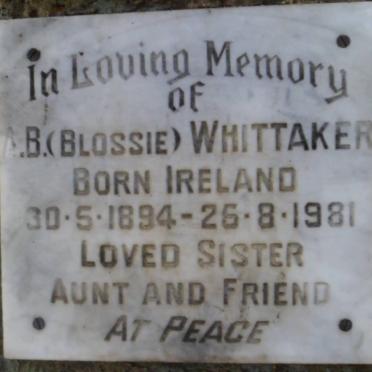 In Loving Memory
of
A.B. (BLOSSIE) WHITTAKER
BORN IRELAND
30·5·1894-26·8·1981
LOVED SISTER
AUNT AND FRIEND
AT PEACE